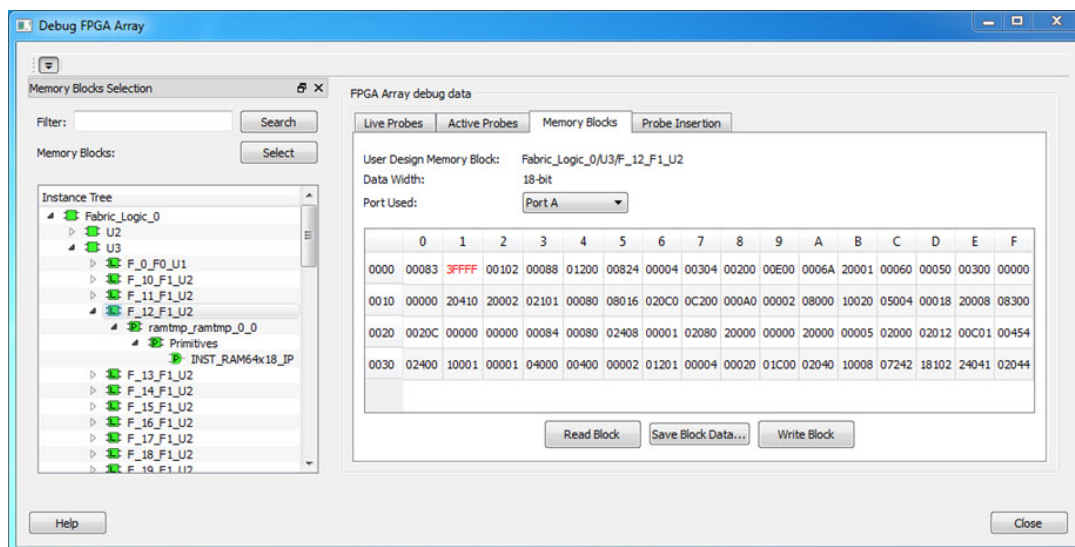 Debug FPGA Array
Memory Blocks Selection
Filter:
Search
Memory Blocks:
Select
Instance Tree
Fabric_Logic_0
U2
U3
F_0_F0_U1
F_10_F1_U2
F_11_F1_U2
F_12_F1_U2
ramtmp_ramtmp_0_0
Primitives
INST_RAM64x18_IP
F_13_F1_U2
F_14_F1_U2
F_15_F1_U2
F_16_F1_U2
F_17_F1_U2
F_18_F1_U2
F_19_F1_U2
FPGA Array debug data
Live Probes Active Probes Memory Blocks Probe Insertion
User Design Memory Block: Fabric_Logic_0/U3/F_12_F1_U2
Data Width: 18-bit
Port Used: Port A
0 1 2 3 4 5 6 7 8 9 A B C D E F
0000 00083 3FFFF 00102 00088 01200 00824 00004 00304 00200 00E00 0006A 20001 00060 00050 00300 00000
0010 00000 20410 20002 02101 00080 08016 020C0 0C200 000A0 00002 08000 10020 05004 00018 20008 08300
0020 0020C 00000 00000 00084 00080 02408 00001 02080 20000 00000 20000 00005 02000 02012 00C01 00454
0030 02400 10001 00001 04000 00400 00002 01201 00004 00020 01C00 02040 10008 07242 18102 24041 02044
Read Block Save Block Data... Write Block
Help
Close